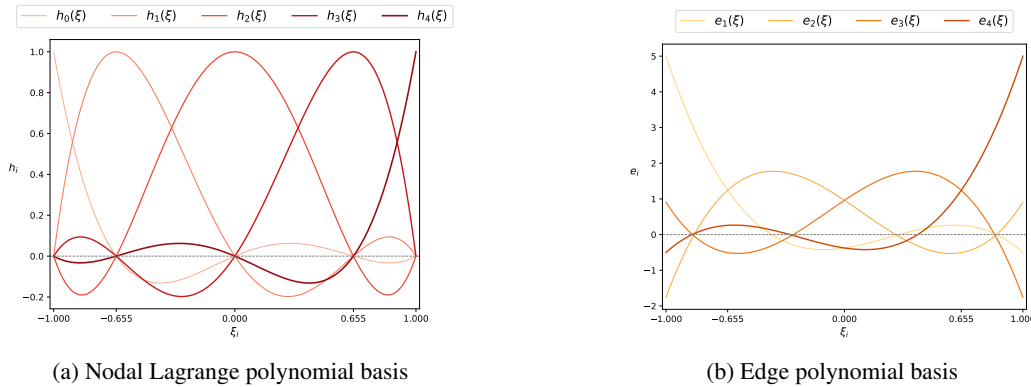 h₀(ξ) h₁(ξ) h₂(ξ) h₃(ξ) h₄(ξ)
1.0
0.8
0.6
hᵢ
0.4
0.2
0.0
−0.2
−1.000 −0.655 0.000 0.655 1.000
ξᵢ
(a) Nodal Lagrange polynomial basis
e₁(ξ) e₂(ξ) e₃(ξ) e₄(ξ)
5
4
3
2
eᵢ
1
0
−1
−2
−1.000 −0.655 0.000 0.655 1.000
ξᵢ
(b) Edge polynomial basis